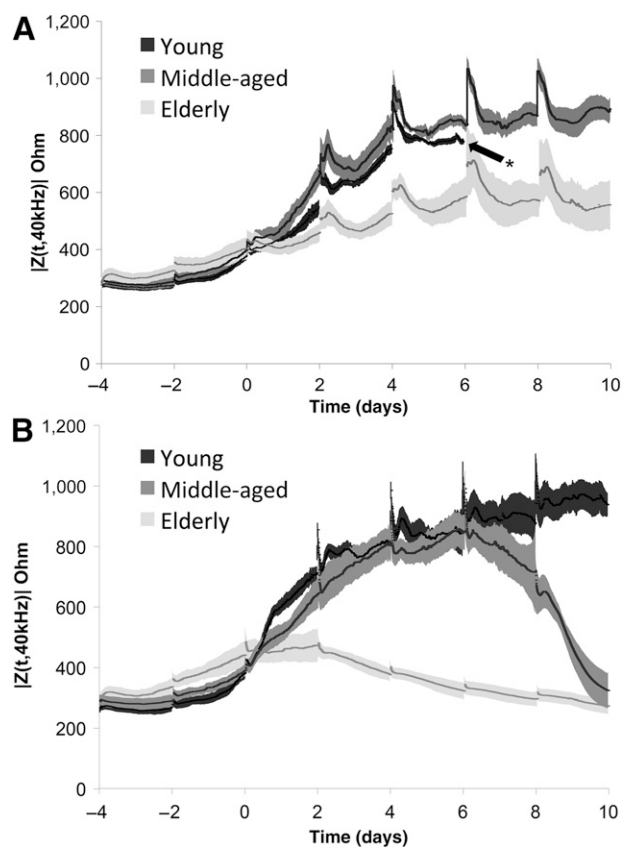 A
Young
Middle-aged
Elderly
|Z(t,40kHz)| Ohm
1,000
800
600
400
200
0
*
–4 –2 0 2 4 6 8 10
Time (days)
B
1,200
Young
Middle-aged
Elderly
|Z(t,40kHz)| Ohm
1,000
800
600
400
200
0
–4 –2 0 2 4 6 8 10
Time (days)